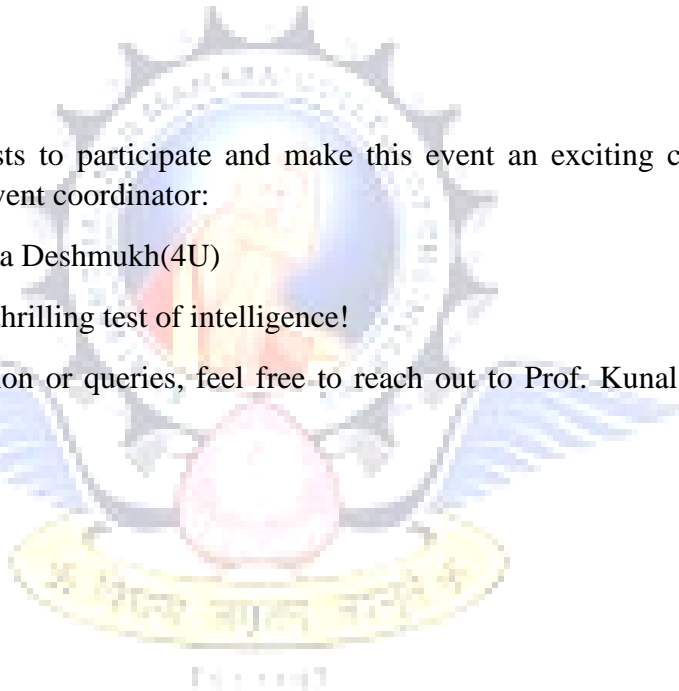 sts to participate and make this event an exciting c
vent coordinator:
a Deshmukh(4U)
hrilling test of intelligence!
ion or queries, feel free to reach out to Prof. Kunal